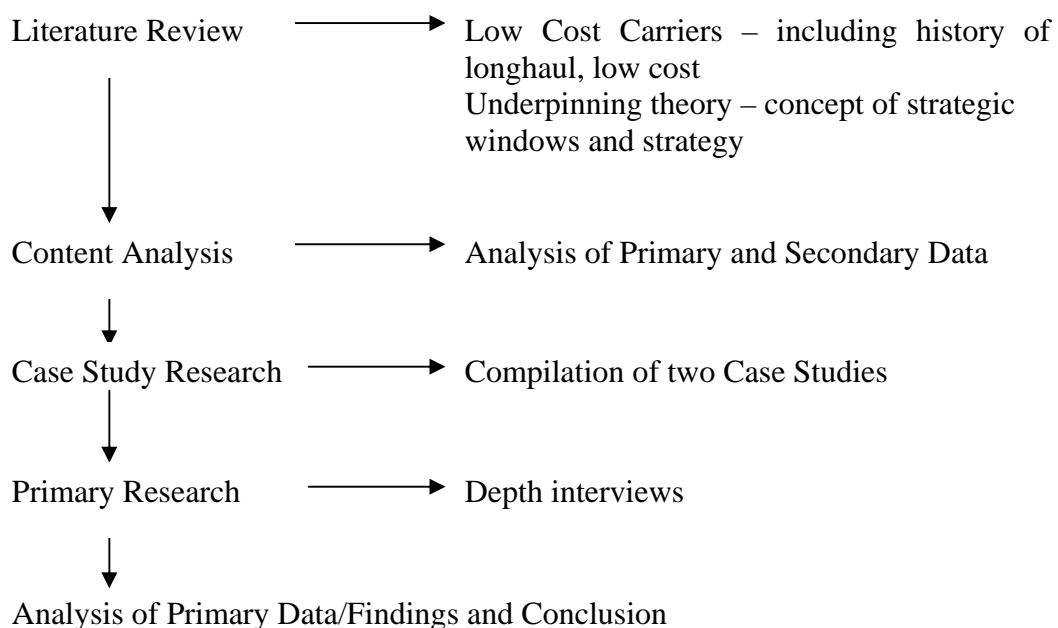 Literature Review
Low Cost Carriers – including history of
longhaul, low cost
Underpinning theory – concept of strategic
windows and strategy
Content Analysis
Analysis of Primary and Secondary Data
Case Study Research
Compilation of two Case Studies
Primary Research
Depth interviews
Analysis of Primary Data/Findings and Conclusion